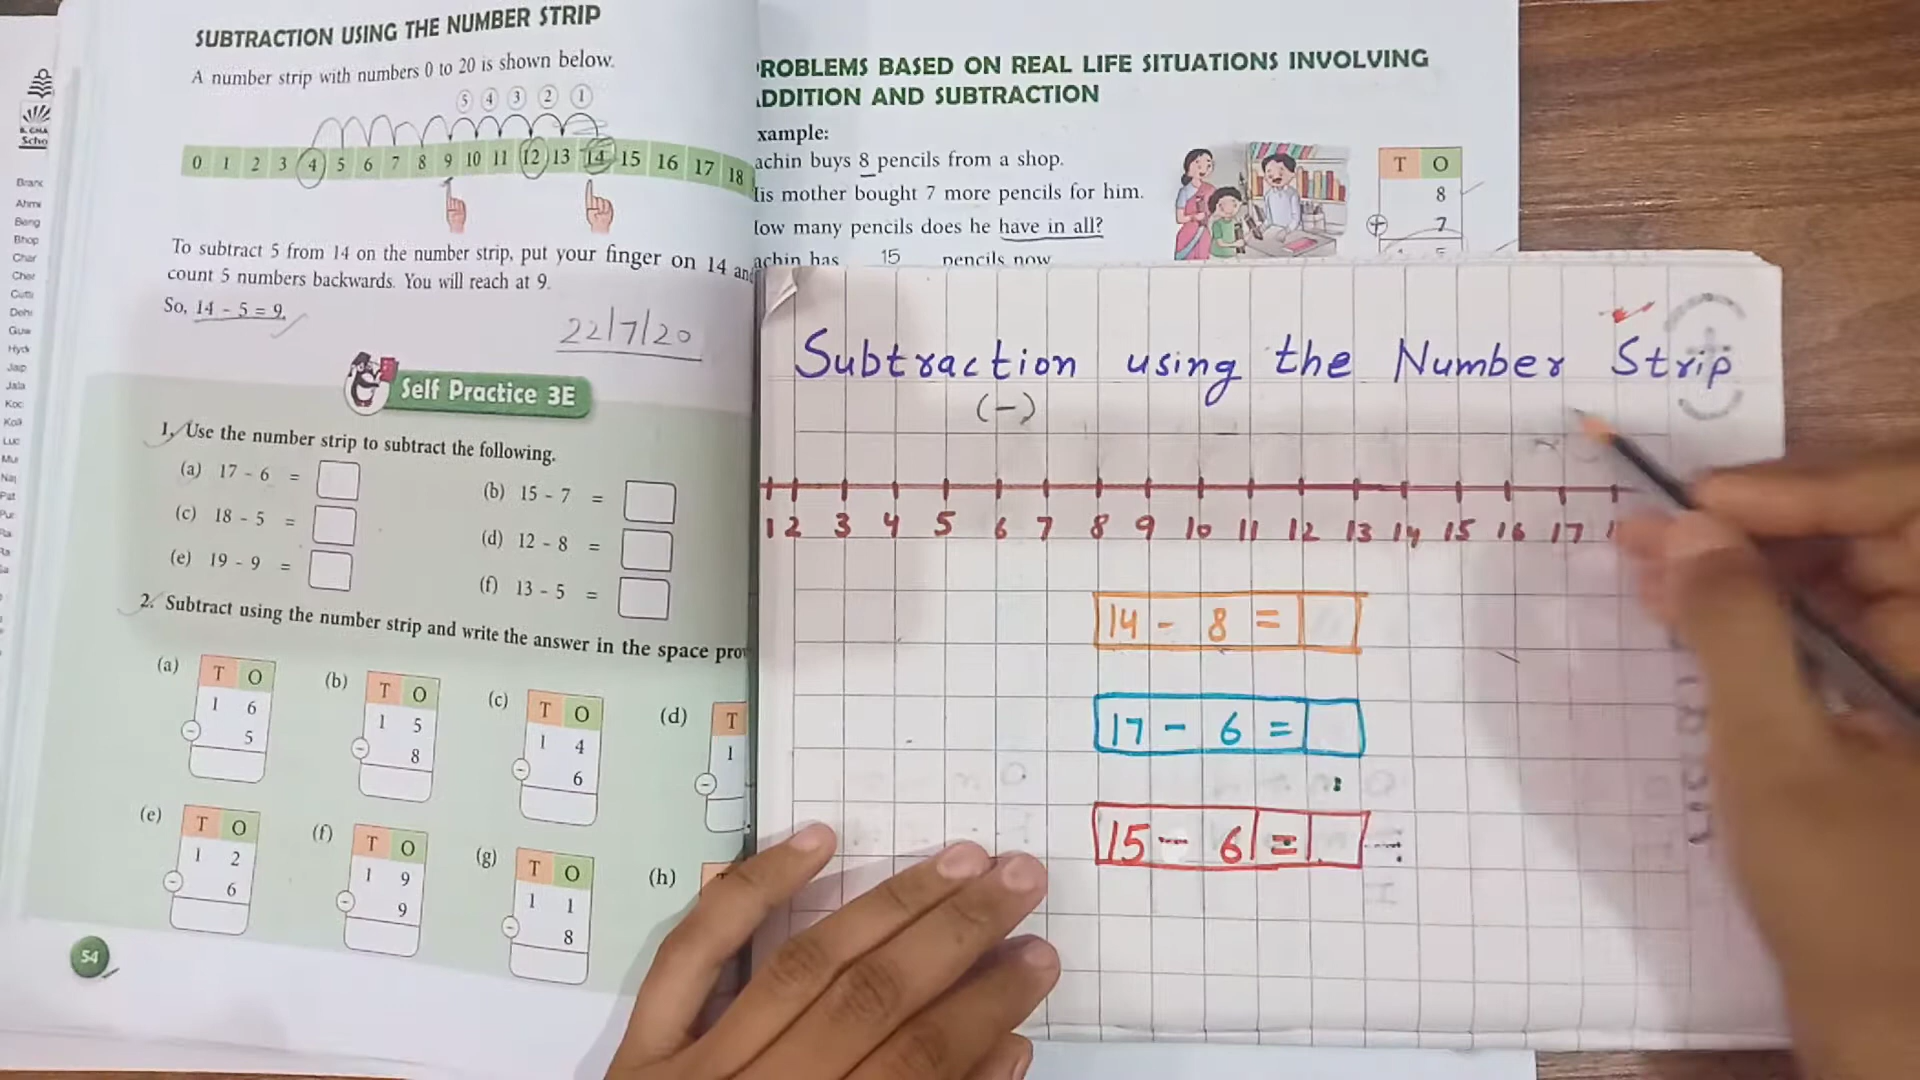 SUBTRACTION USING THE NUMBER STRIP
A number strip with numbers 0 to 20 is shown below.
5 4 3 2 1
0 1 2 3 4 5 6 7 8 9 10 11 12 13 14 15 16 17 18
To subtract 5 from 14 on the number strip, put your finger on 14 and
count 5 numbers backwards. You will reach at 9.
So, 14 - 5 = 9.
22/7/20
Self Practice 3E
1. Use the number strip to subtract the following.
(a) 17 - 6 =
(b) 15 - 7 =
(c) 18 - 5 =
(d) 12 - 8 =
(e) 19 - 9 =
(f) 13 - 5 =
2. Subtract using the number strip and write the answer in the space pro
(a) T O
1 6
- 5
(b) T O
1 5
- 8
(c) T O
1 4
- 6
(d) T
1
-
(e) T O
1 2
- 6
(f) T O
1 9
- 9
(g) T O
1 1
- 8
(h)
54
ROBLEMS BASED ON REAL LIFE SITUATIONS INVOLVING
DDITION AND SUBTRACTION
xample:
achin buys 8 pencils from a shop.
His mother bought 7 more pencils for him.
How many pencils does he have in all?
achin has 15 pencils now
T O
8
+ 7
Subtraction using the Number Strip
(-)
1 2 3 4 5 6 7 8 9 10 11 12 13 14 15 16 17
14 - 8 =
17 - 6 =
15 - 6 =